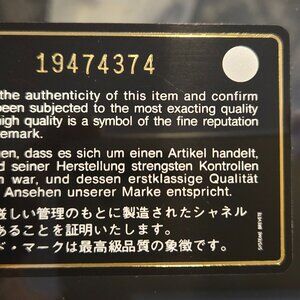 19474374
the authenticity of this item and confirm
been subjected to the most exacting quality
high quality is a symbol of the fine reputation
emark.
en, dass es sich um einen Artikel handelt,
d seiner Herstellung strengsten Kontrollen
n war, und dessen erstklassige Qualität
Ansehen unserer Marke entspricht.
厳しい管理のもとに製造されたシャネル
あることを証明いたします。
ド・マークは最高級品質の象徴です。